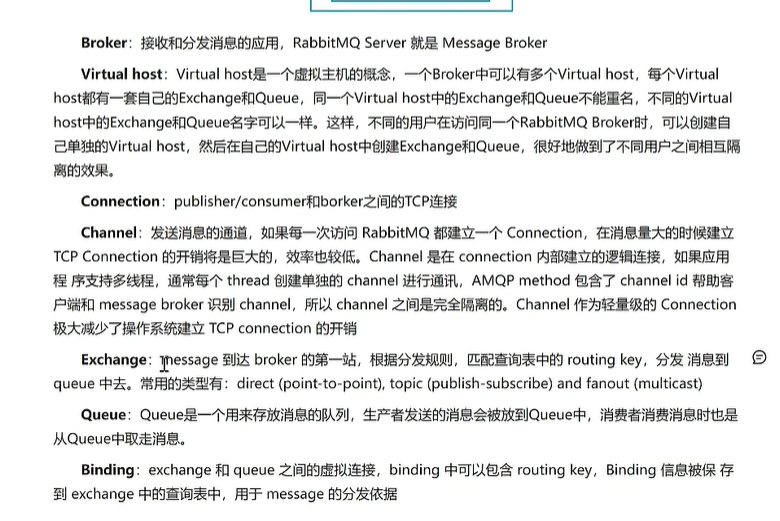 Broker：接收和分发消息的应用，RabbitMQ Server 就是 Message Broker
Virtual host：Virtual host是一个虚拟主机的概念，一个Broker中可以有多个Virtual host，每个Virtual
host都有一套自己的Exchange和Queue，同一个Virtual host中的Exchange和Queue不能重名，不同的Virtual
host中的Exchange和Queue名字可以一样。这样，不同的用户在访问同一个RabbitMQ Broker时，可以创建自
己单独的Virtual host，然后在自己的Virtual host中创建Exchange和Queue，很好地做到了不同用户之间相互隔
离的效果。
Connection：publisher/consumer和borker之间的TCP连接
Channel：发送消息的通道，如果每一次访问 RabbitMQ 都建立一个 Connection，在消息量大的时候建立
TCP Connection 的开销将是巨大的，效率也较低。Channel 是在 connection 内部建立的逻辑连接，如果应用
程 序支持多线程，通常每个 thread 创建单独的 channel 进行通讯，AMQP method 包含了 channel id 帮助客
户端和 message broker 识别 channel，所以 channel 之间是完全隔离的。Channel 作为轻量级的 Connection
极大减少了操作系统建立 TCP connection 的开销
Exchange：message 到达 broker 的第一站，根据分发规则，匹配查询表中的 routing key，分发 消息到
queue 中去。常用的类型有：direct (point-to-point), topic (publish-subscribe) and fanout (multicast)
Queue：Queue是一个用来存放消息的队列，生产者发送的消息会被放到Queue中，消费者消费消息时也是
从Queue中取走消息。
Binding：exchange 和 queue 之间的虚拟连接，binding 中可以包含 routing key，Binding 信息被保 存
到 exchange 中的查询表中，用于 message 的分发依据